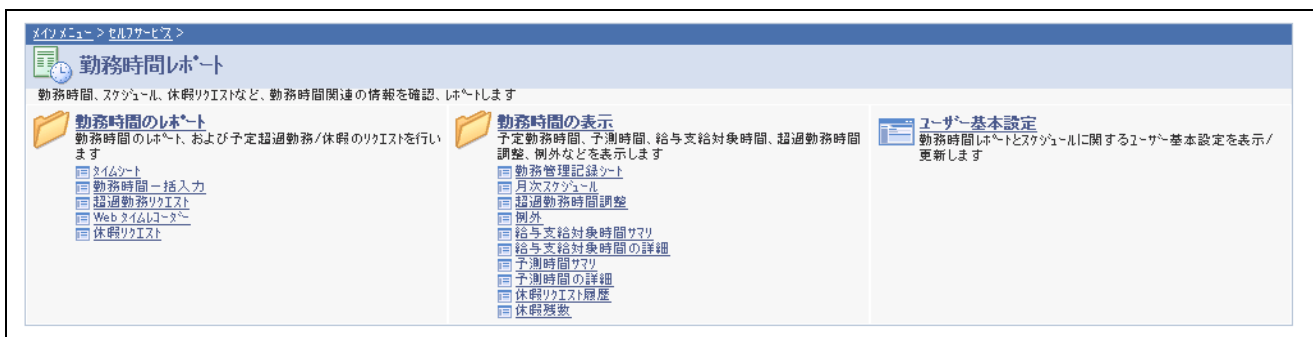 メインメニュー > セルフサービス >
勤務時間レポート
勤務時間、スケジュール、休暇リクエストなど、勤務時間関連の情報を確認、レポートします
勤務時間のレポート
勤務時間のレポート、および予定超過勤務/休暇のリクエストを行い
ます
タイムシート
勤務時間一括入力
超過勤務リクエスト
Web タイムレコーダー
休暇リクエスト
勤務時間の表示
予定勤務時間、予測時間、給与支給対象時間、超過勤務時間
調整、例外などを表示します
勤務管理記録シート
月次スケジュール
超過勤務時間調整
例外
給与支給対象時間サマリ
給与支給対象時間の詳細
予測時間サマリ
予測時間の詳細
休暇リクエスト履歴
休暇残数
ユーザー基本設定
勤務時間レポートとスケジュールに関するユーザー基本設定を表示/
更新します